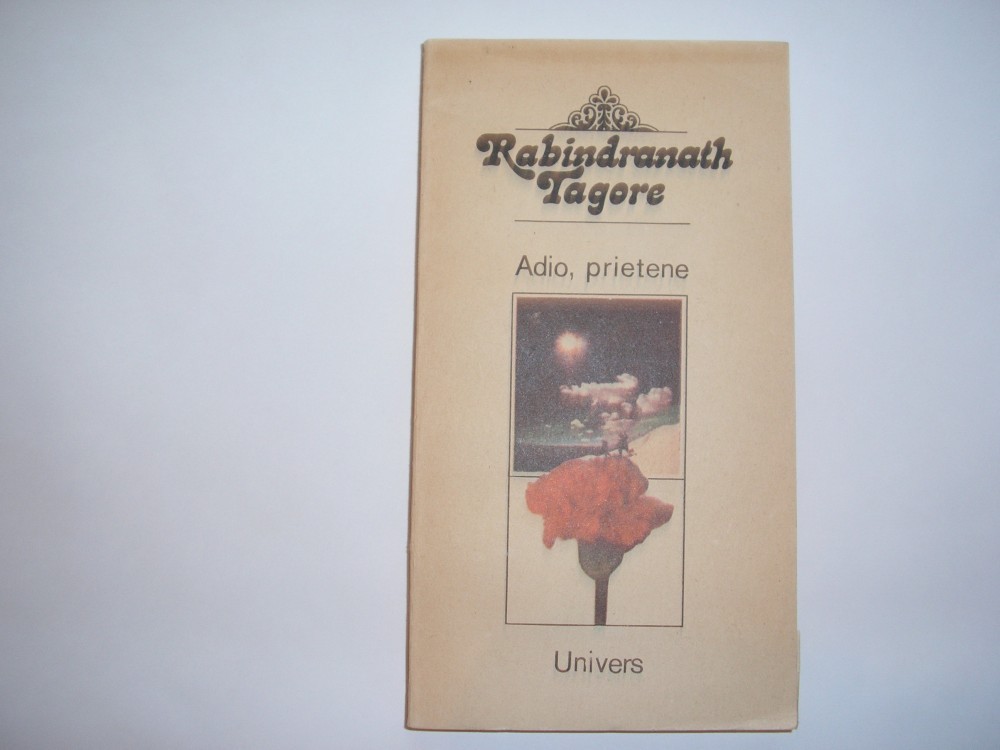 Rabindranath
Tagore
Adio, prietene
Univers